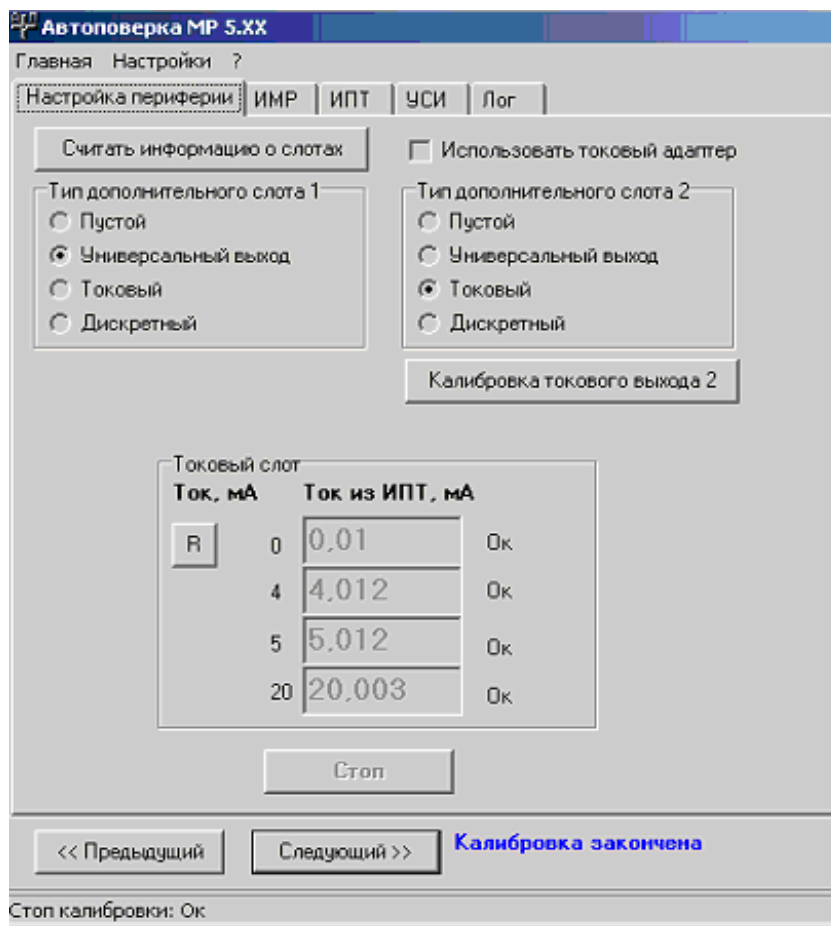 Автоповерка МР 5.XX
Главная Настройки ?
Настройка периферии ИМР ИПТ УСИ Лог
Считать информацию о слотах Использовать токовый адаптер
Тип дополнительного слота 1 Тип дополнительного слота 2
Пустой Пустой
Универсальный выход Универсальный выход
Токовый Токовый
Дискретный Дискретный
Калибровка токового выхода 2
Токовый слот
Ток, мА Ток из ИПТ, мА
R 0 0,01 Ок
4 4,012 Ок
5 5,012 Ок
20 20,003 Ок
Стоп
<< Предыдущий Следующий >> Калибровка закончена
Стоп калибровки: Ок